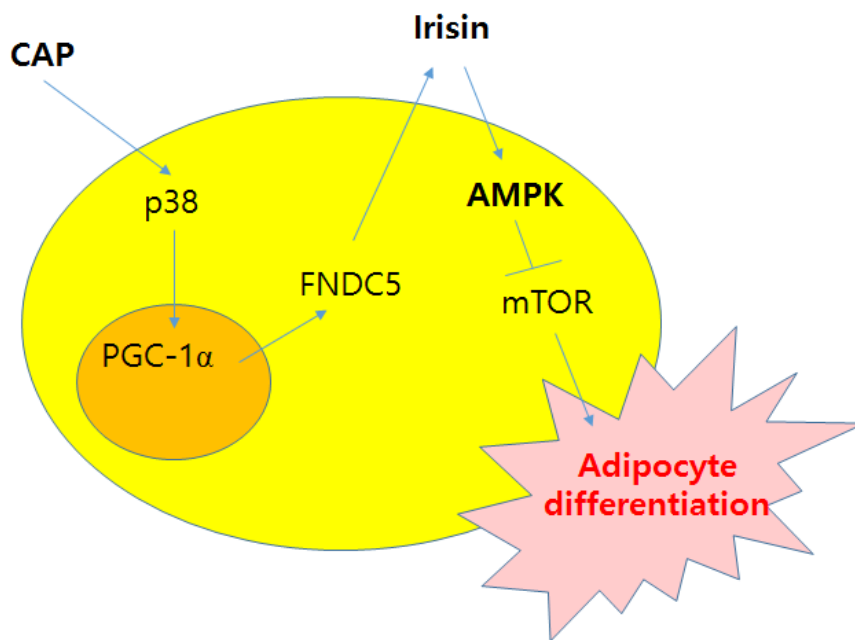 Irisin
CAP
p38
AMPK
FNDC5
mTOR
PGC-1α
Adipocyte
differentiation